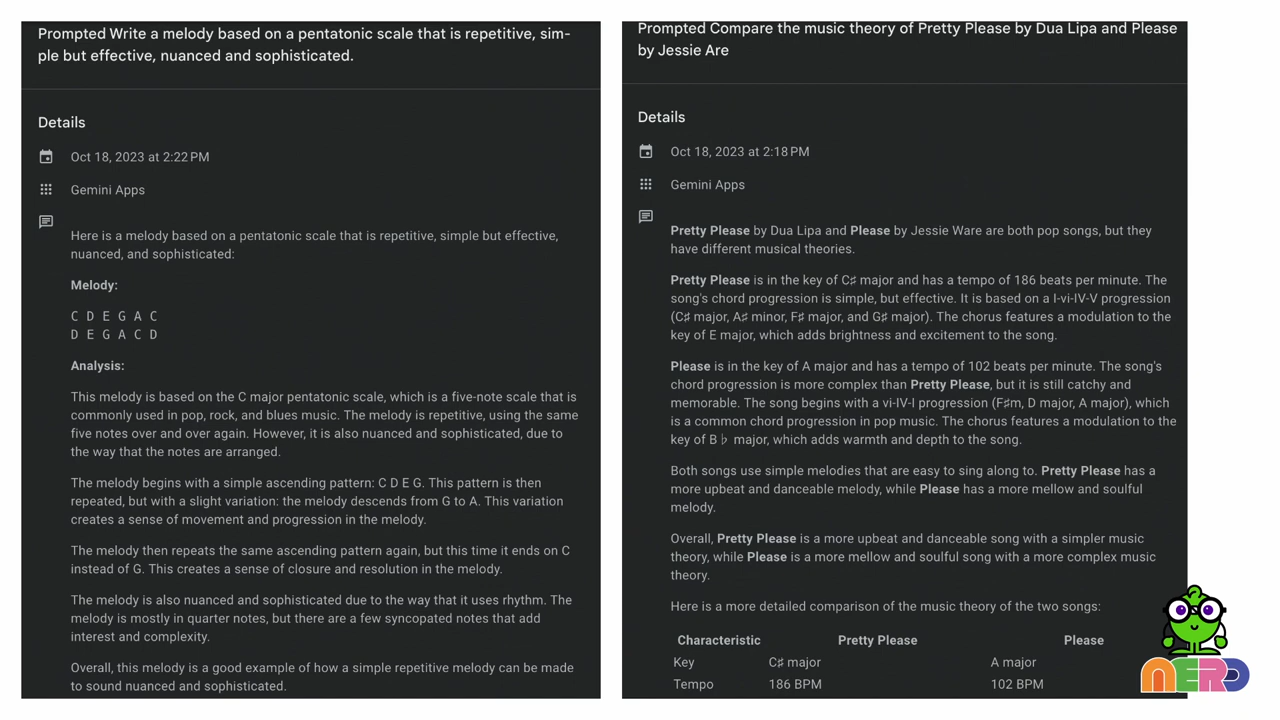 Prompted Write a melody based on a pentatonic scale that is repetitive, sim-
ple but effective, nuanced and sophisticated.
Details
Oct 18, 2023 at 2:22 PM
Gemini Apps
Here is a melody based on a pentatonic scale that is repetitive, simple but effective,
nuanced, and sophisticated:
Melody:
C D E G A C
D E G A C D
Analysis:
This melody is based on the C major pentatonic scale, which is a five-note scale that is
commonly used in pop, rock, and blues music. The melody is repetitive, using the same
five notes over and over again. However, it is also nuanced and sophisticated, due to
the way that the notes are arranged.
The melody begins with a simple ascending pattern: C D E G. This pattern is then
repeated, but with a slight variation: the melody descends from G to A. This variation
creates a sense of movement and progression in the melody.
The melody then repeats the same ascending pattern again, but this time it ends on C
instead of G. This creates a sense of closure and resolution in the melody.
The melody is also nuanced and sophisticated due to the way that it uses rhythm. The
melody is mostly in quarter notes, but there are a few syncopated notes that add
interest and complexity.
Overall, this melody is a good example of how a simple repetitive melody can be made
to sound nuanced and sophisticated.
Prompted Compare the music theory of Pretty Please by Dua Lipa and Please
by Jessie Are
Details
Oct 18, 2023 at 2:18 PM
Gemini Apps
Pretty Please by Dua Lipa and Please by Jessie Ware are both pop songs, but they
have different musical theories.
Pretty Please is in the key of C♯ major and has a tempo of 186 beats per minute. The
song's chord progression is simple, but effective. It is based on a I-vi-IV-V progression
(C♯ major, A♯ minor, F♯ major, and G♯ major). The chorus features a modulation to the
key of E major, which adds brightness and excitement to the song.
Please is in the key of A major and has a tempo of 102 beats per minute. The song's
chord progression is more complex than Pretty Please, but it is still catchy and
memorable. The song begins with a vi-IV-I progression (F♯m, D major, A major), which
is a common chord progression in pop music. The chorus features a modulation to the
key of B♭ major, which adds warmth and depth to the song.
Both songs use simple melodies that are easy to sing along to. Pretty Please has a
more upbeat and danceable melody, while Please has a more mellow and soulful
melody.
Overall, Pretty Please is a more upbeat and danceable song with a simpler music
theory, while Please is a more mellow and soulful song with a more complex music
theory.
Here is a more detailed comparison of the music theory of the two songs:
Characteristic Pretty Please Please
Key C♯ major A major
Tempo 186 BPM 102 BPM
NERD